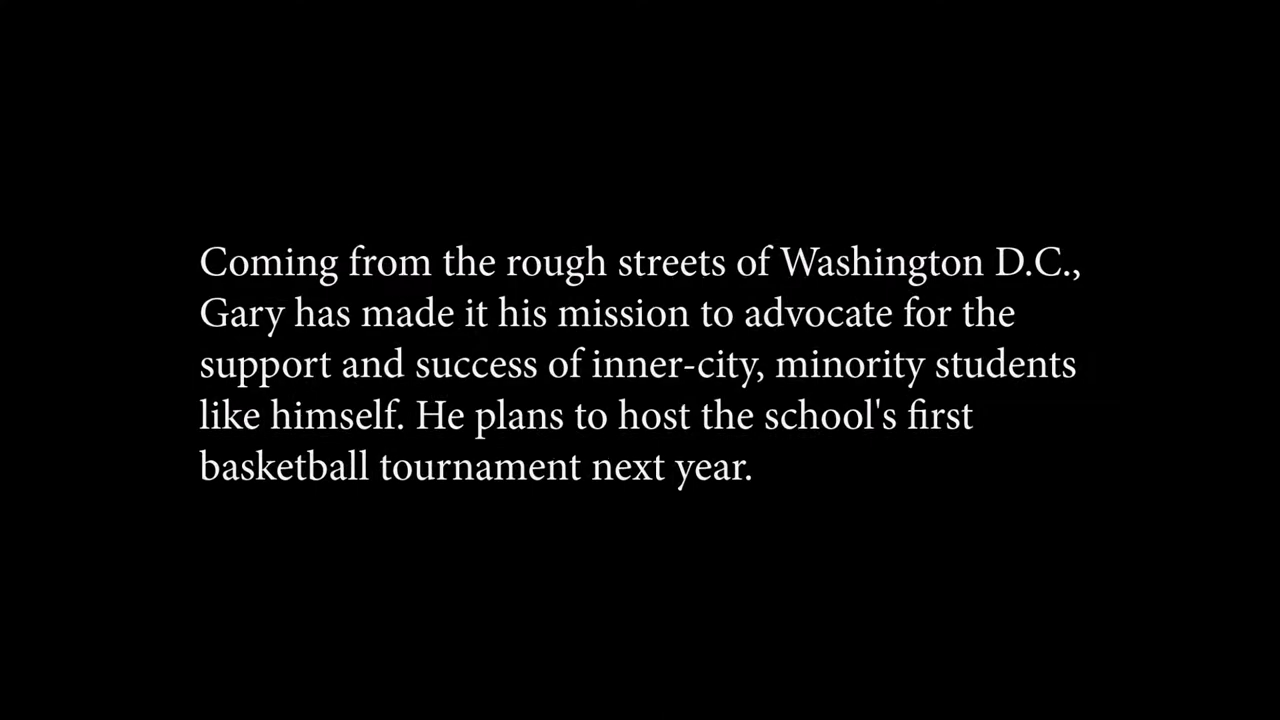 Coming from the rough streets of Washington D.C.,
Gary has made it his mission to advocate for the
support and success of inner-city, minority students
like himself. He plans to host the school's first
basketball tournament next year.